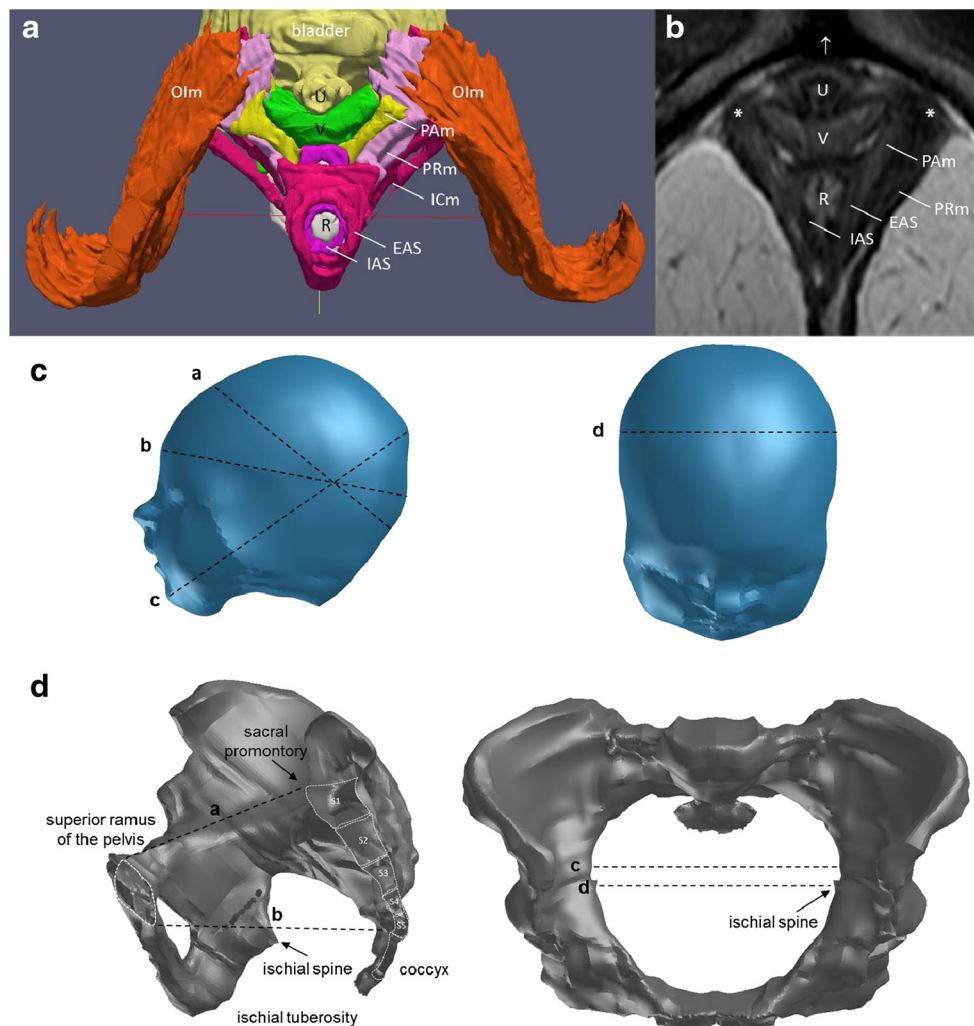 a
bladder
OIm
U
OIm
V
PAm
PRm
ICm
R
EAS
IAS
b
↑
U
*
*
V
PAm
R
PRm
EAS
IAS
c
a
b
c
d
d
sacral
promontory
S1
a
superior ramus
of the pelvis
S2
S3
S4
b
S5
ischial spine
coccyx
ischial tuberosity
c
d
ischial spine